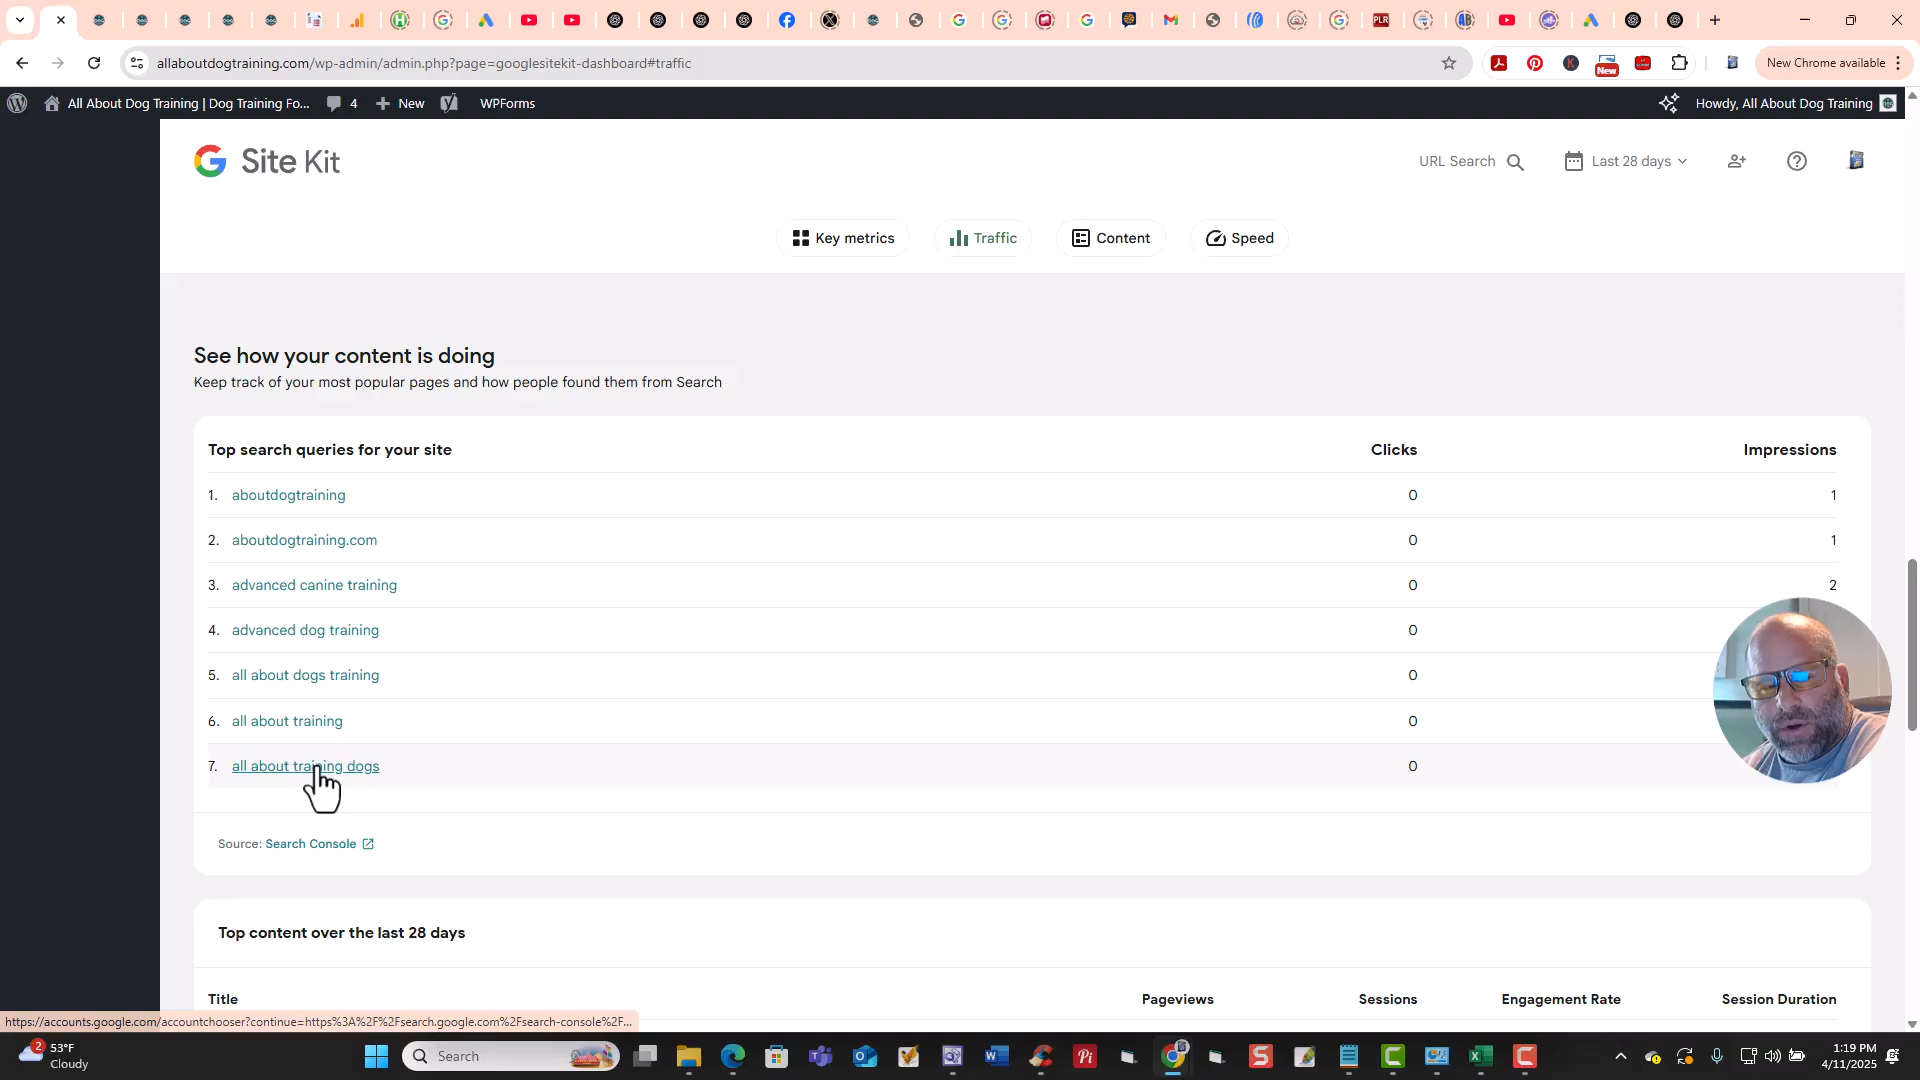 allaboutdogtraining.com/wp-admin/admin.php?page=googlesitekit-dashboard#traffic
New
New Chrome available
All About Dog Training | Dog Training Fo...
4
New
WPForms
Howdy, All About Dog Training
Site Kit
URL Search
Last 28 days
Key metrics
Traffic
Content
Speed
See how your content is doing
Keep track of your most popular pages and how people found them from Search
Top search queries for your site Clicks Impressions
1. aboutdogtraining 0 1
2. aboutdogtraining.com 0 1
3. advanced canine training 0 2
4. advanced dog training 0
5. all about dogs training 0
6. all about training 0
7. all about training dogs 0
Source: Search Console
Top content over the last 28 days
Title Pageviews Sessions Engagement Rate Session Duration
https://accounts.google.com/accountchooser?continue=https%3A%2F%2Fsearch.google.com%2Fsearch-console%2F...
2
53°F
Cloudy
Search
1:19 PM
4/11/2025